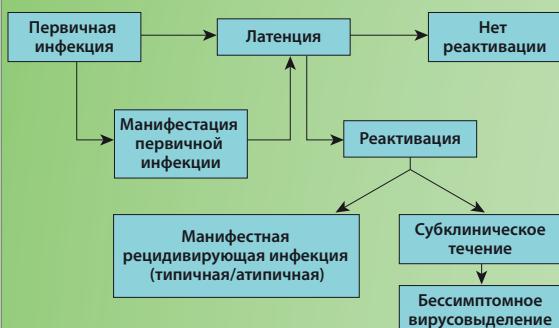 Первичная
инфекция
Латенция
Нет
реактивации
Манифестация
первичной
инфекции
Реактивация
Манифестная
рецидивирующая инфекция
(типичная/атипичная)
Субклиническое
течение
Бессимптомное
вирусовыделение